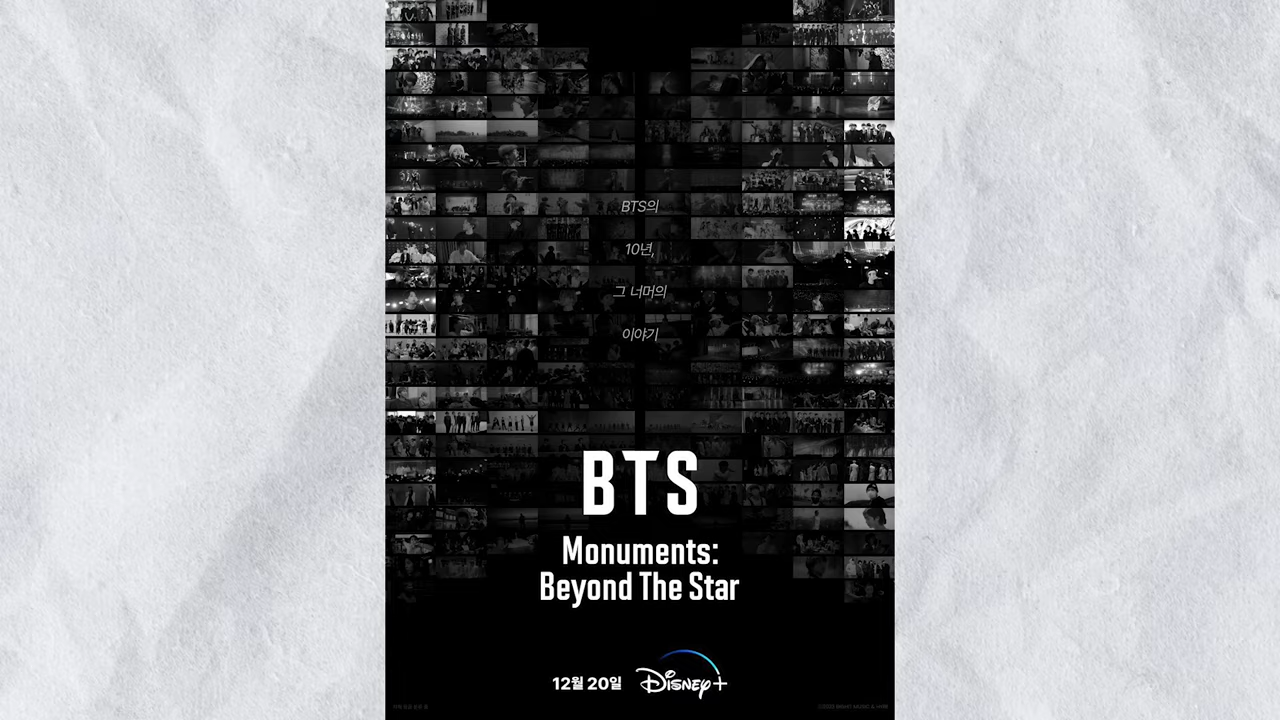 BTS의
10년,
그 너머의
이야기
BTS
Monuments:
Beyond The Star
12월 20일 Disney+